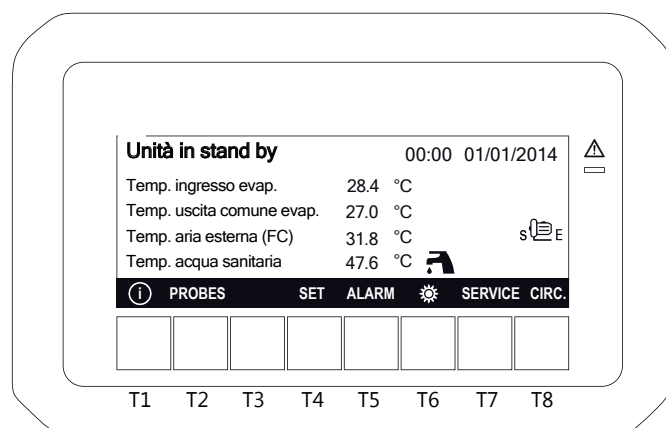 Unità in stand by 00:00 01/01/2014
Temp. ingresso evap. 28.4 °C
Temp. uscita comune evap. 27.0 °C
Temp. aria esterna (FC) 31.8 °C S E
Temp. acqua sanitaria 47.6 °C
i PROBES SET ALARM SERVICE CIRC.
T1 T2 T3 T4 T5 T6 T7 T8